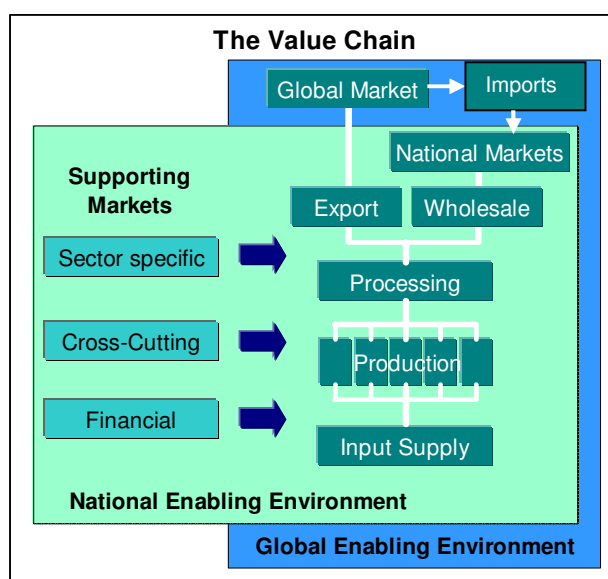 The Value Chain
Global Market
Imports
National Markets
Supporting
Markets
Export
Wholesale
Sector specific
Processing
Cross-Cutting
Production
Financial
Input Supply
National Enabling Environment
Global Enabling Environment